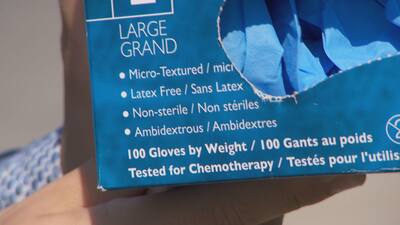 LARGE
GRAND
• Micro-Textured / micr
• Latex Free / Sans Latex
• Non-sterile / Non stériles
• Ambidextrous / Ambidextres
100 Gloves by Weight / 100 Gants au poids
Tested for Chemotherapy / Testés pour l'utilis